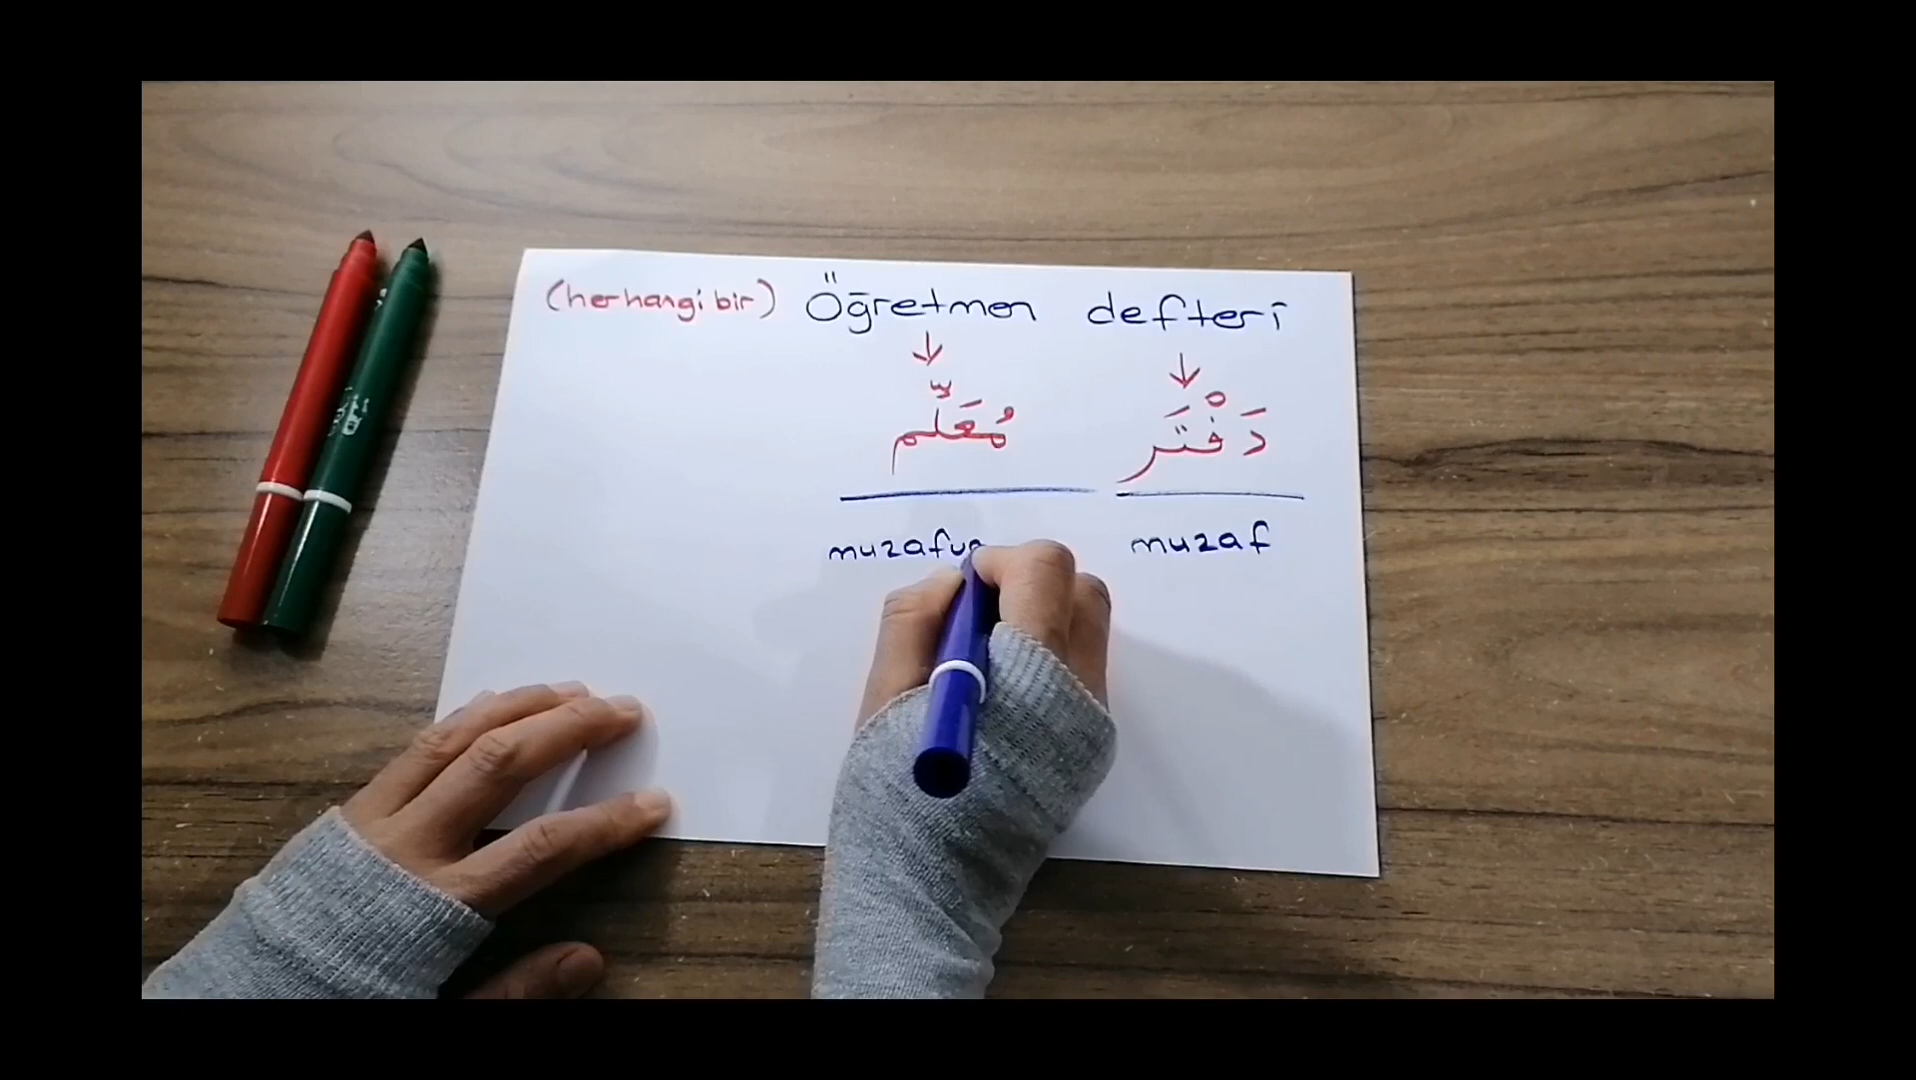 (herhangi bir) Öğretmen defteri
↓ ↓
مُعَلِّم دَفْتَر
muzaf